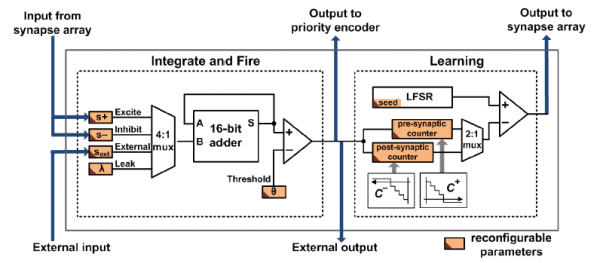 Input from
synapse array
Output to
priority encoder
Output to
synapse array
Integrate and Fire
Learning
s+
Excite
s−
Inhibit
s_ext
External
λ
Leak
4:1
mux
A
B
S
16-bit
adder
+
−
Threshold
θ
seed
LFSR
pre-synaptic
counter
post-synaptic
counter
2:1
mux
+
−
C⁻
C⁺
External input
External output
reconfigurable
parameters